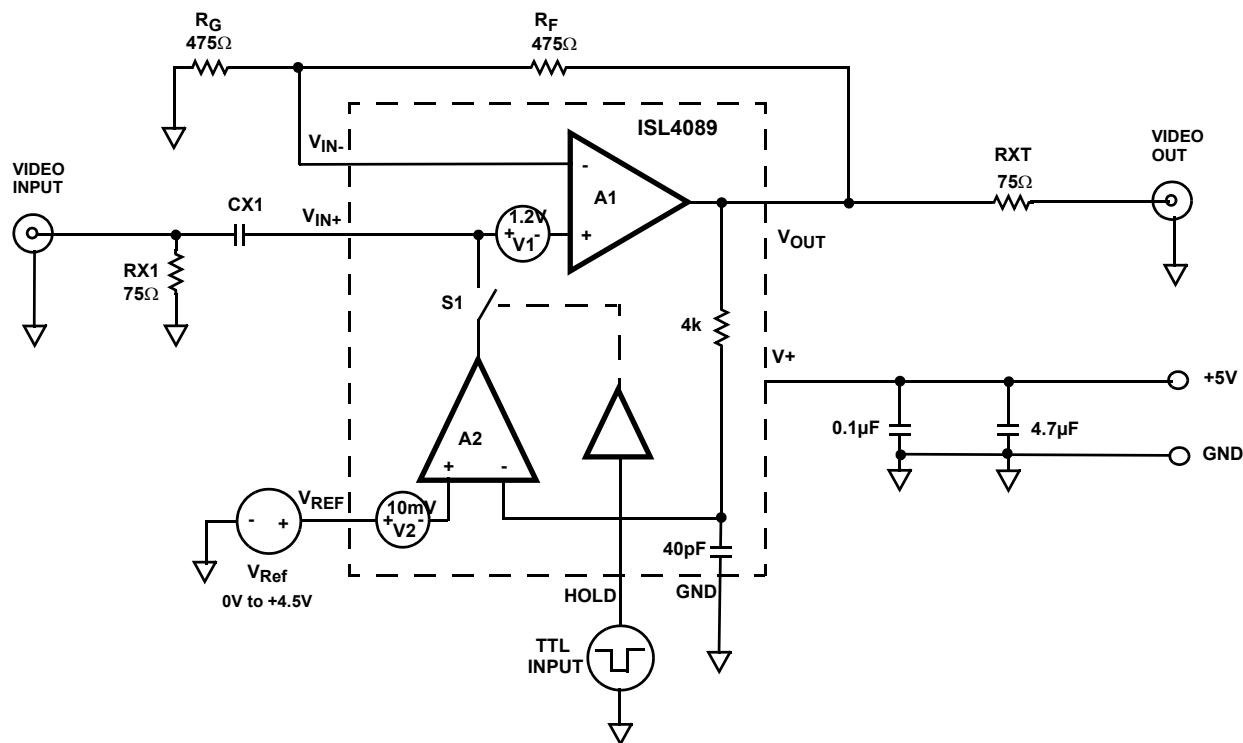 RG
475Ω
RF
475Ω
ISL4089
VIN-
VIDEO
INPUT
VIDEO
OUT
RXT
75Ω
CX1
VIN+
-
A1
+
1.2V
+ -
V1
VOUT
RX1
75Ω
S1
4k
V+
+5V
0.1µF
4.7µF
GND
A2
+ -
VREF
10mV
+ -
V2
- +
VRef
0V to +4.5V
40pF
HOLD
GND
TTL
INPUT